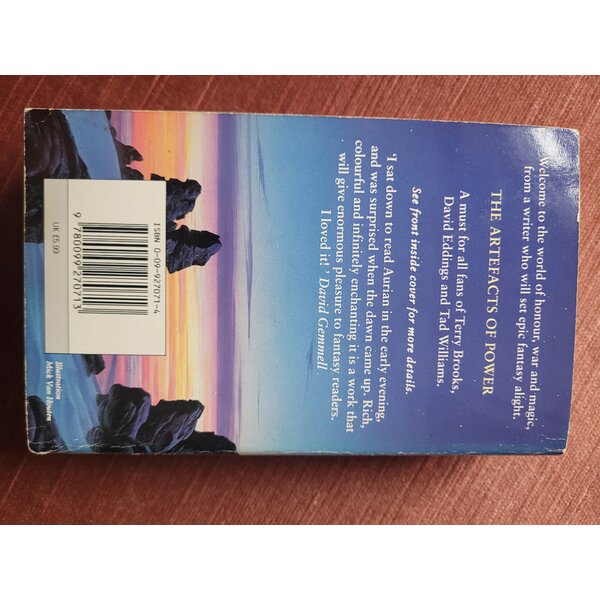 Welcome to the world of honour, war and magic,
from a writer who will set epic fantasy alight.
THE ARTEFACTS OF POWER
A must for all fans of Terry Brooks,
David Eddings and Tad Williams.
See front inside cover for more details.
'I sat down to read Aurian in the early evening,
and was surprised when the dawn came up. Rich,
colourful and infinitely enchanting it is a work that
will give enormous pleasure to fantasy readers.
I loved it!' David Gemmell
ISBN 0-09-927071-4
9 780099 270713
UK £5.99
Illustration
Mick Van Houten